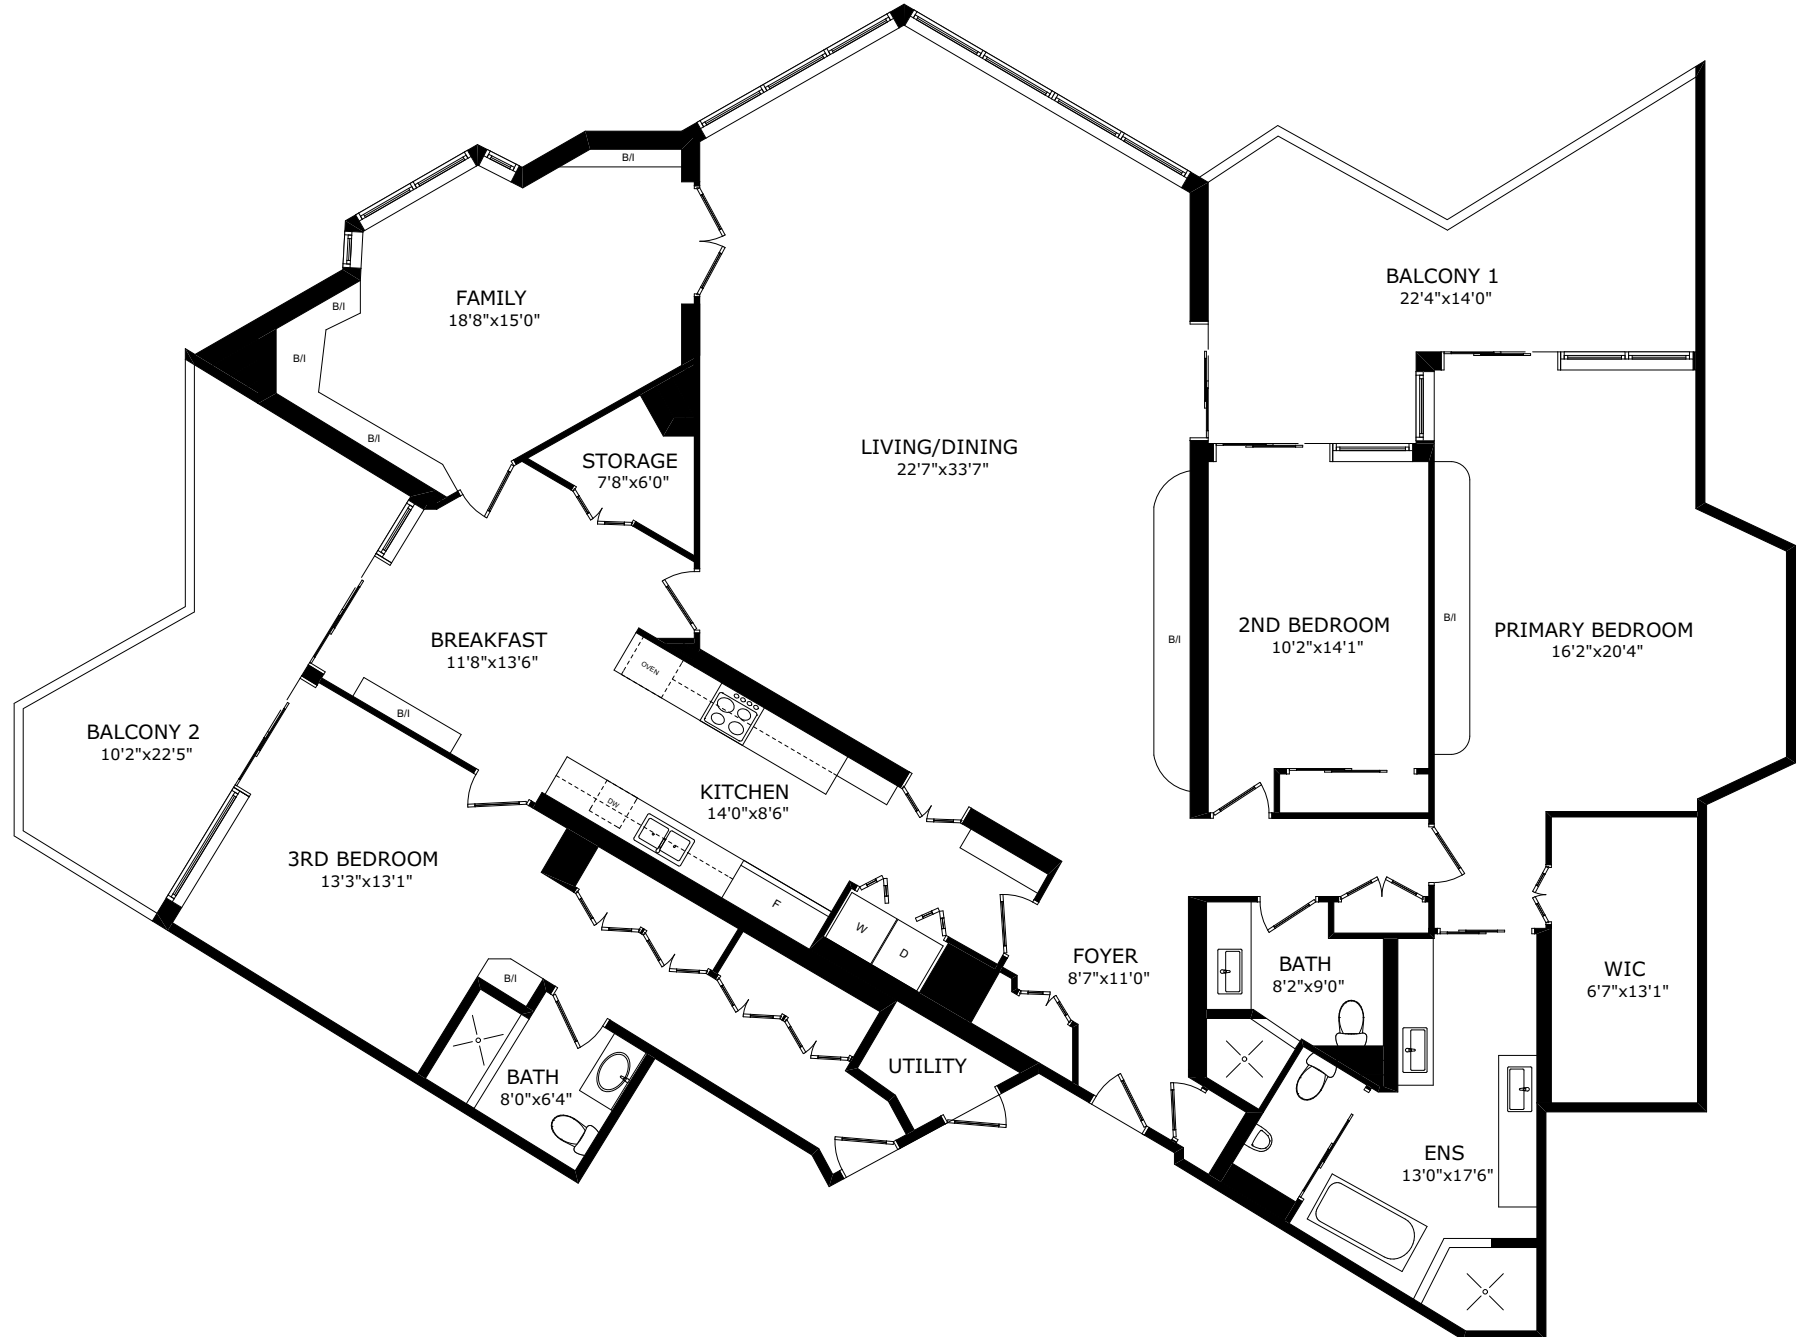 B/I
BALCONY 1
22'4"x14'0"
FAMILY
18'8"x15'0"
B/I
B/I
B/I
STORAGE
7'8"x6'0"
LIVING/DINING
22'7"x33'7"
BREAKFAST
11'8"x13'6"
B/I
OVEN
B/I
2ND BEDROOM
10'2"x14'1"
B/I
PRIMARY BEDROOM
16'2"x20'4"
BALCONY 2
10'2"x22'5"
KITCHEN
14'0"x8'6"
DW
3RD BEDROOM
13'3"x13'1"
F
W
D
FOYER
8'7"x11'0"
BATH
8'2"x9'0"
WIC
6'7"x13'1"
B/I
UTILITY
BATH
8'0"x6'4"
ENS
13'0"x17'6"